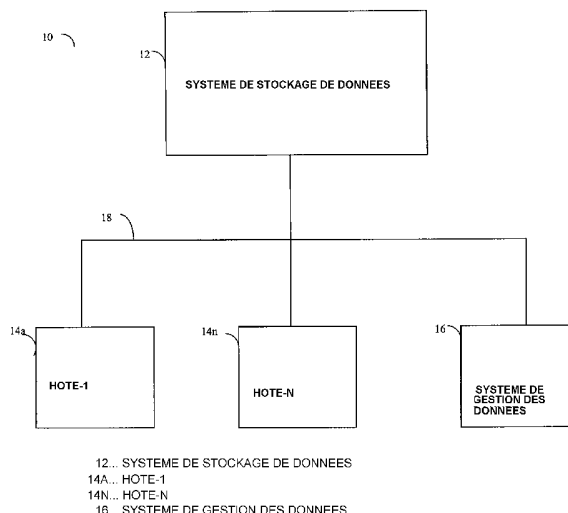 10
12
SYSTEME DE STOCKAGE DE DONNEES
18
14a
14n
16
HOTE-1
HOTE-N
SYSTEME DE
GESTION DES
DONNEES
12... SYSTEME DE STOCKAGE DE DONNEES
14A... HOTE-1
14N... HOTE-N
16... SYSTEME DE GESTION DES DONNEES